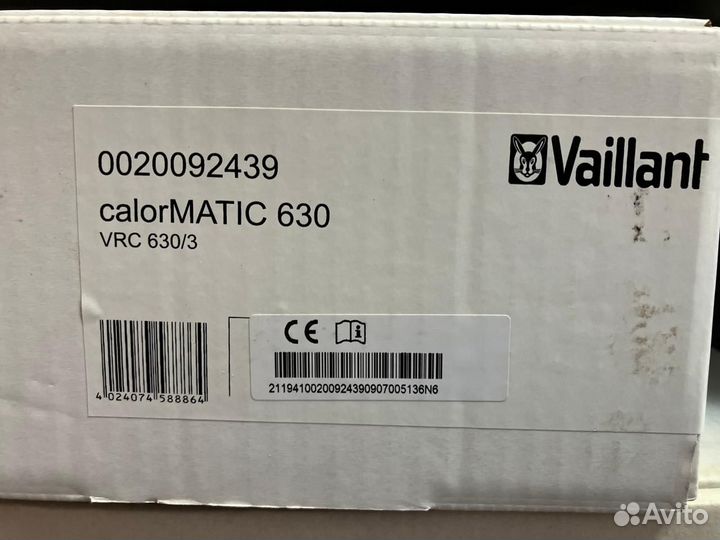 0020092439
Vaillant
calorMATIC 630
VRC 630/3
CE
4 024074 588864
21194100200924390907005136N6
Avito